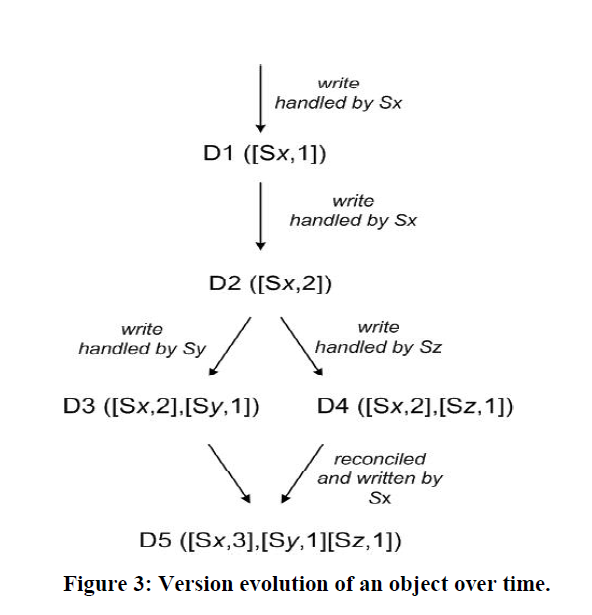 write
handled by Sx
D1 ([Sx,1])
write
handled by Sx
D2 ([Sx,2])
write
handled by Sy
write
handled by Sz
D3 ([Sx,2],[Sy,1])
D4 ([Sx,2],[Sz,1])
reconciled
and written by
Sx
D5 ([Sx,3],[Sy,1][Sz,1])
Figure 3: Version evolution of an object over time.